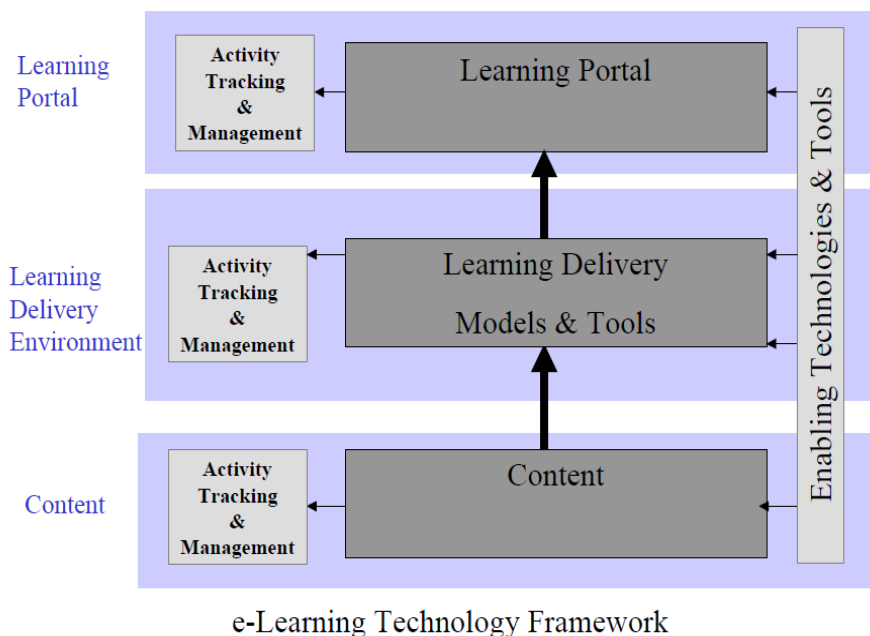 Learning
Portal
Activity
Tracking
&
Management
Learning Portal
Enabling Technologies & Tools
Learning
Delivery
Environment
Activity
Tracking
&
Management
Learning Delivery
Models & Tools
Content
Activity
Tracking
&
Management
Content
e-Learning Technology Framework